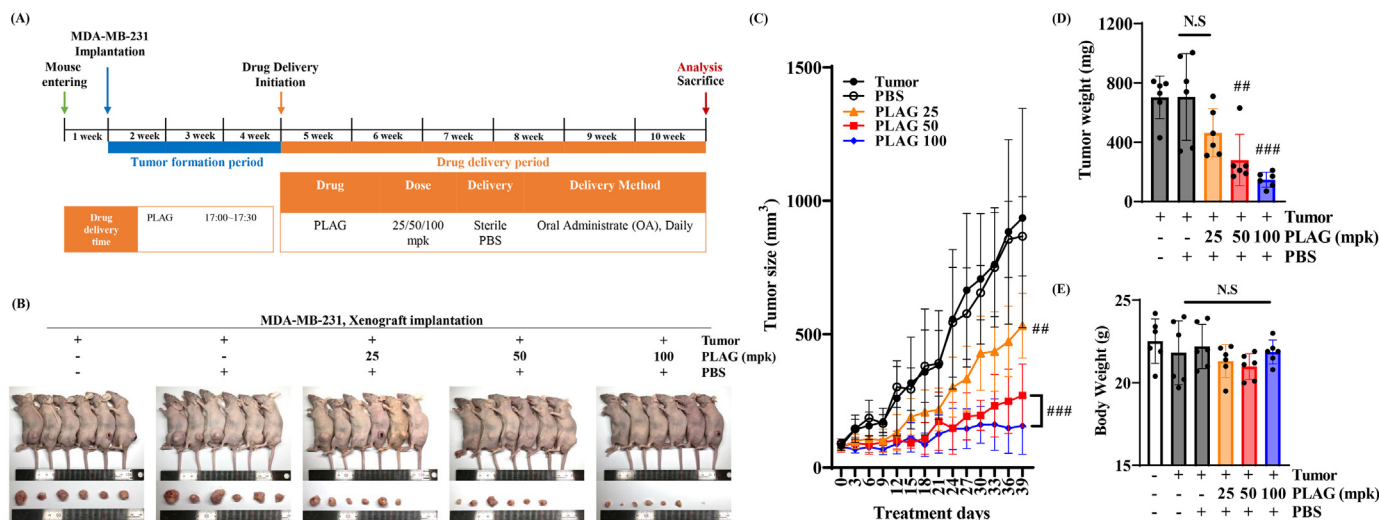 (A)
MDA-MB-231
Implantation
Mouse
entering
Drug Delivery
Initiation
Analysis
Sacrifice
1 week 2 week 3 week 4 week 5 week 6 week 7 week 8 week 9 week 10 week
Tumor formation period Drug delivery period
Drug Dose Delivery Delivery Method
PLAG 25/50/100 mpk Sterile PBS Oral Administrate (OA), Daily
Drug delivery time PLAG 17:00~17:30
(B)
MDA-MB-231, Xenograft implantation
+ + + + + Tumor
- - 25 50 100 PLAG (mpk)
- + + + + PBS
(C)
Tumor size (mm3)
1500
1000
500
0
Tumor
PBS
PLAG 25
PLAG 50
PLAG 100
##
###
0 3 6 9 12 15 18 21 24 27 30 33 36 39
Treatment days
(D)
Tumor weight (mg)
1200
800
400
0
N.S
##
###
+ + + + + Tumor
- - 25 50 100 PLAG (mpk)
- + + + + PBS
(E)
Body Weight (g)
25
20
15
N.S
- + + + + + Tumor
- - - 25 50 100 PLAG (mpk)
- - + + + + PBS